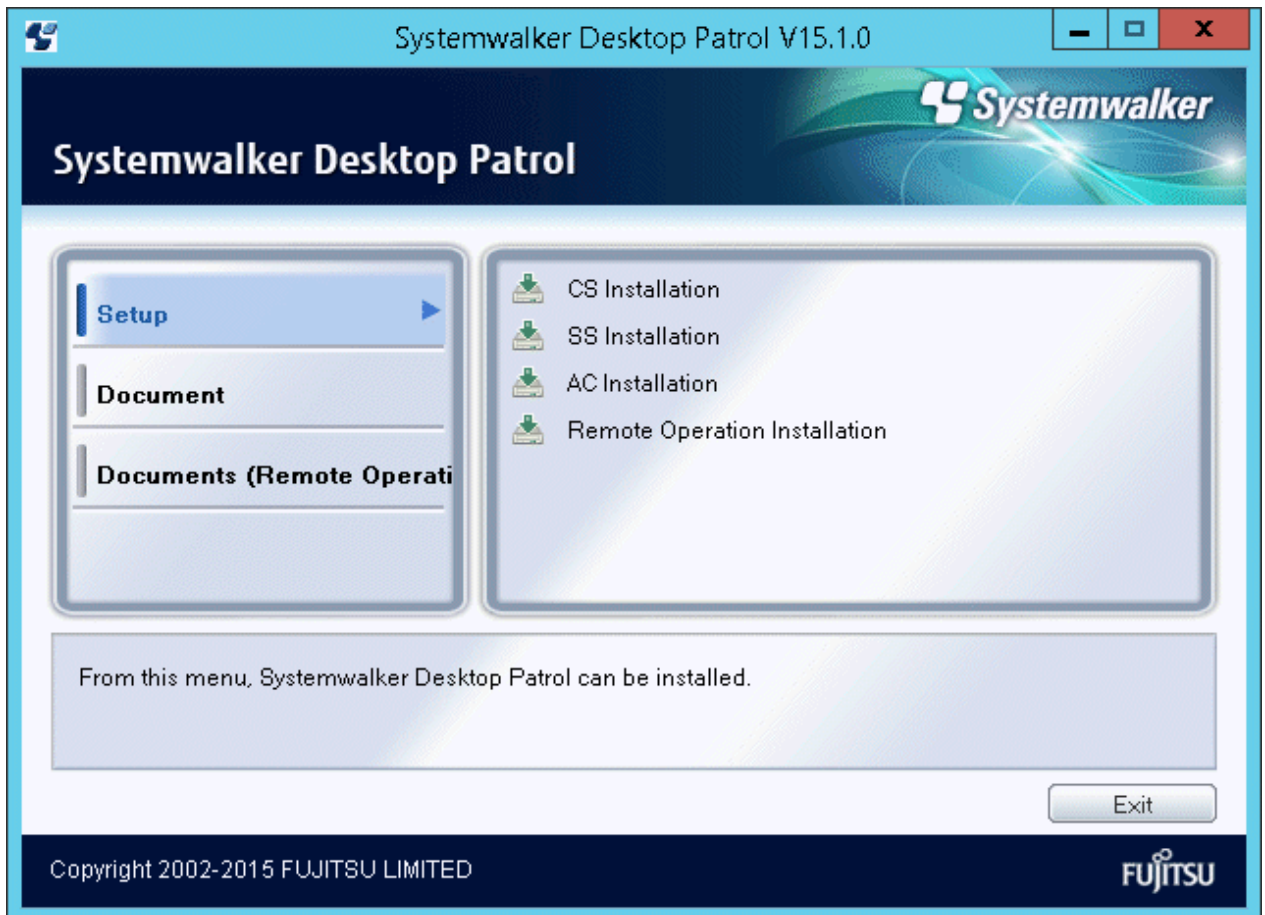 Systemwalker Desktop Patrol V15.1.0
Systemwalker
Systemwalker Desktop Patrol
Setup
Document
Documents (Remote Operati
CS Installation
SS Installation
AC Installation
Remote Operation Installation
From this menu, Systemwalker Desktop Patrol can be installed.
Exit
Copyright 2002-2015 FUJITSU LIMITED
FUJITSU